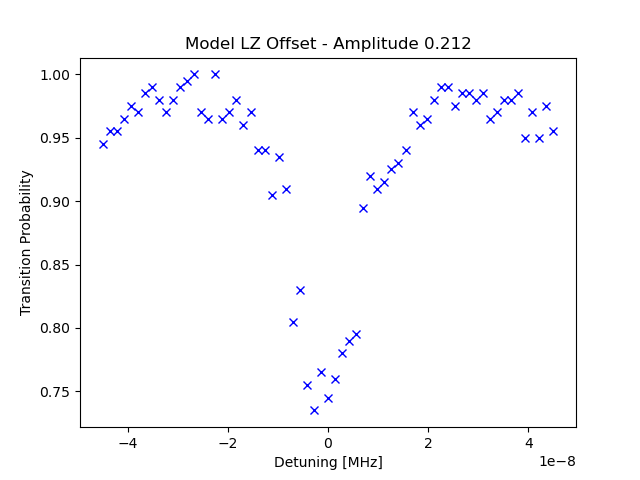 Model LZ Offset - Amplitude 0.212
1.00
0.95
0.90
0.85
0.80
0.75
Transition Probability
−4
−2
0
2
4
1e−8
Detuning [MHz]